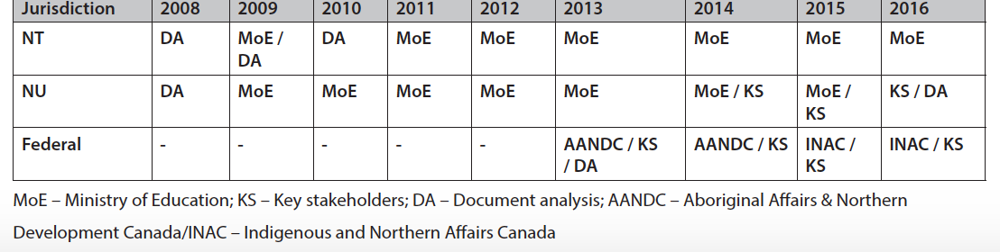 Jurisdiction 2008 2009 2010 2011 2012 2013 2014 2015 2016
NT DA MoE / DA MoE MoE MoE MoE MoE MoE
DA
NU DA MoE MoE MoE MoE MoE MoE / KS MoE / KS / DA
KS
Federal - - - - - AANDC / KS AANDC / KS INAC / INAC / KS
/ DA KS
MoE – Ministry of Education; KS – Key stakeholders; DA – Document analysis; AANDC – Aboriginal Affairs & Northern
Development Canada/INAC – Indigenous and Northern Affairs Canada